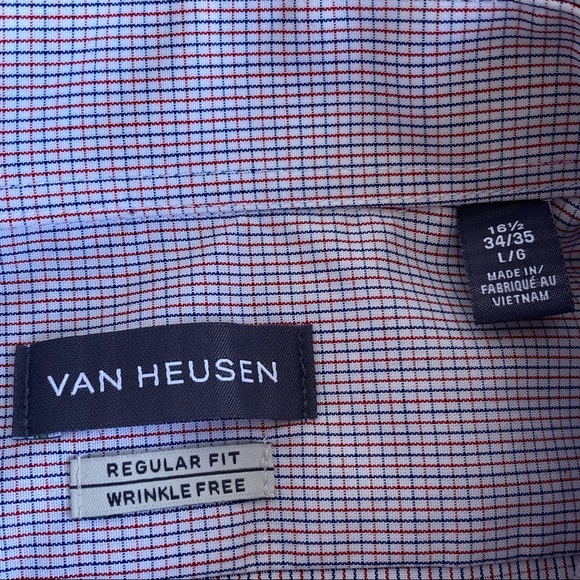 16½
34/35
L/G
MADE IN/
FABRIQUÉ AU
VIETNAM
VAN HEUSEN
REGULAR FIT
WRINKLE FREE